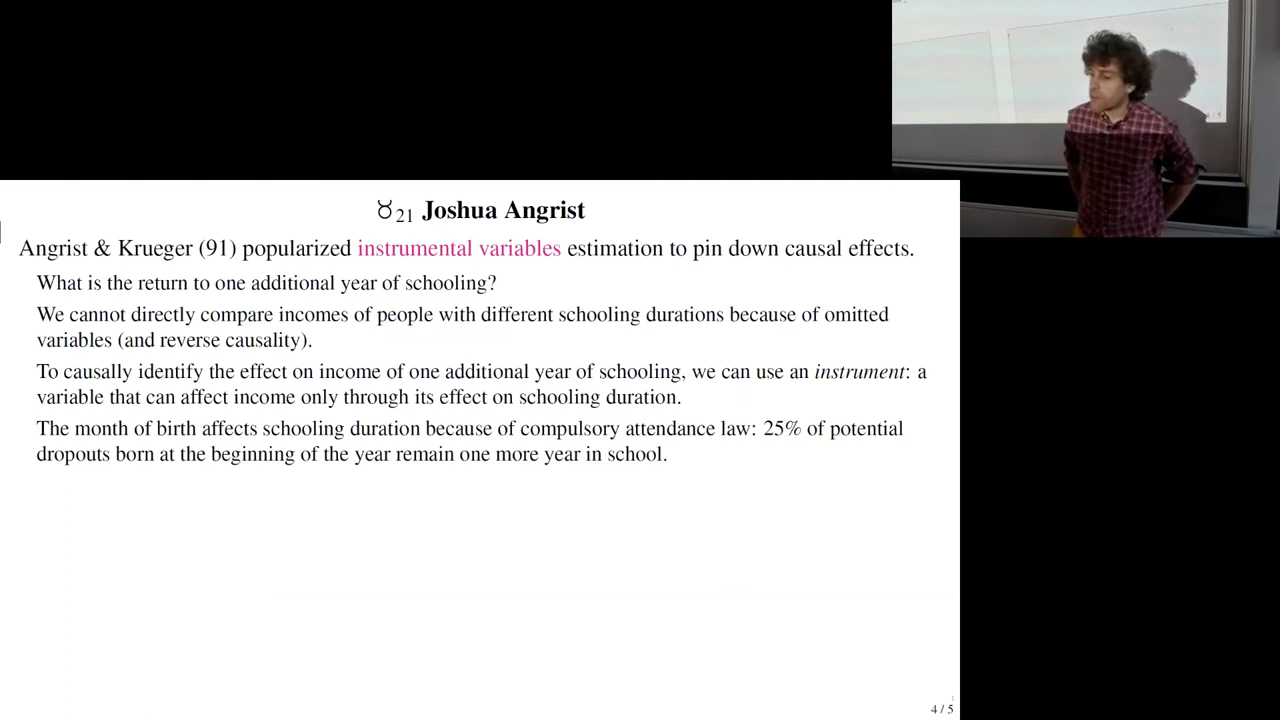 ♉21 Joshua Angrist
Angrist & Krueger (91) popularized instrumental variables estimation to pin down causal effects.
What is the return to one additional year of schooling?
We cannot directly compare incomes of people with different schooling durations because of omitted
variables (and reverse causality).
To causally identify the effect on income of one additional year of schooling, we can use an instrument: a
variable that can affect income only through its effect on schooling duration.
The month of birth affects schooling duration because of compulsory attendance law: 25% of potential
dropouts born at the beginning of the year remain one more year in school.
4 / 5